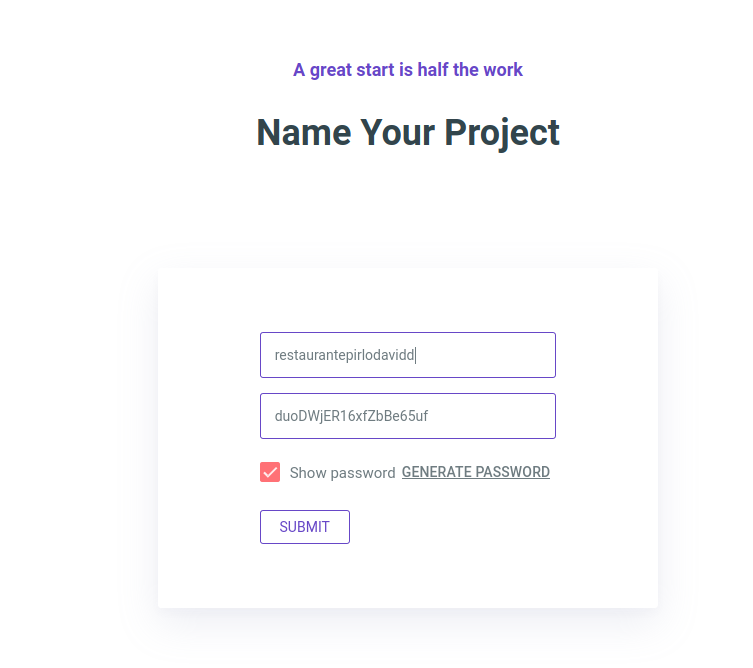 A great start is half the work
Name Your Project
restaurantepirlodavidd
duoDWjER16xfZbBe65uf
Show password GENERATE PASSWORD
SUBMIT